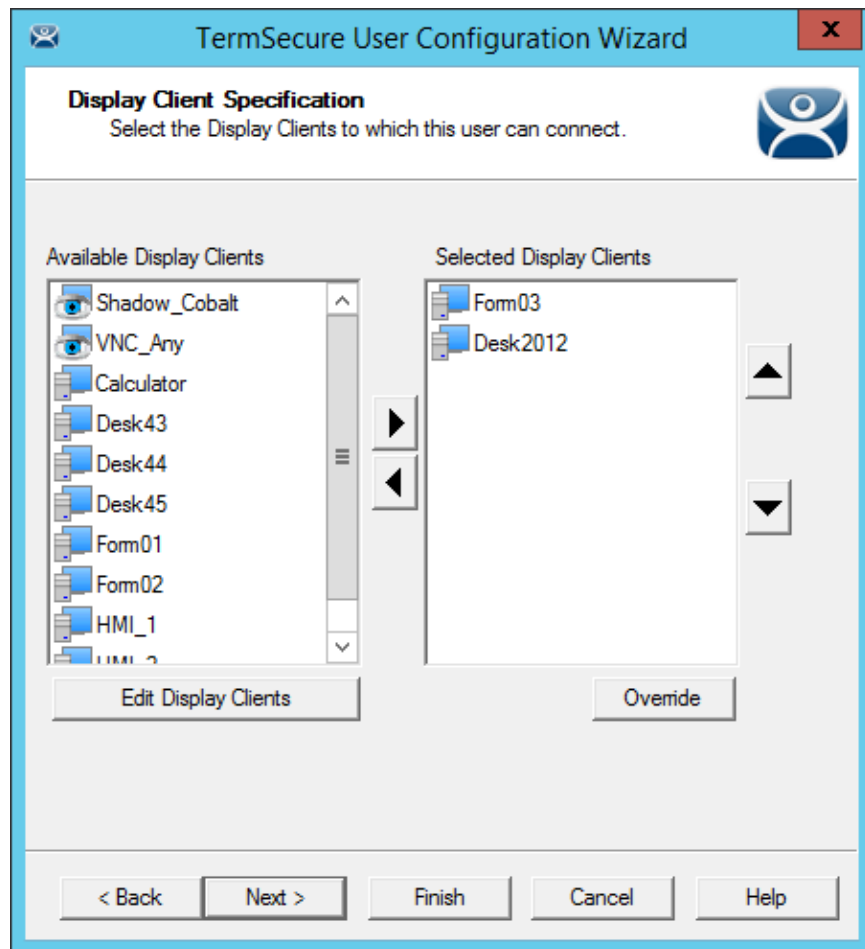 TermSecure User Configuration Wizard
x
Display Client Specification
Select the Display Clients to which this user can connect.
Available Display Clients
Selected Display Clients
Shadow_Cobalt
VNC_Any
Calculator
Desk43
Desk44
Desk45
Form01
Form02
HMI_1
Form03
Desk2012
Edit Display Clients
Override
< Back
Next >
Finish
Cancel
Help